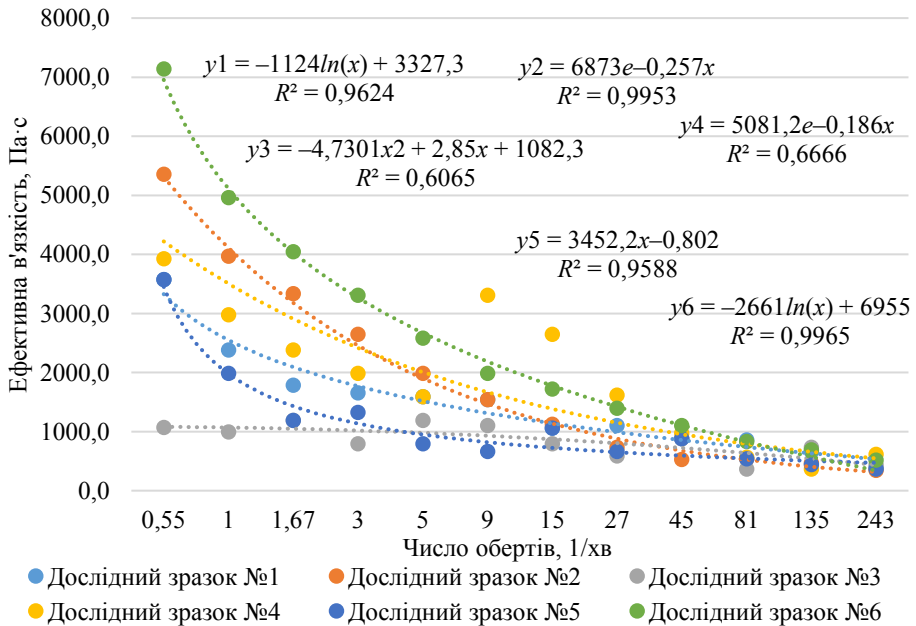 8000,0
7000,0
6000,0
5000,0
4000,0
3000,0
2000,0
1000,0
0,0
Ефективна в'язкість, Па·с
y1 = –1124ln(x) + 3327,3
R² = 0,9624
y2 = 6873e–0,257x
R² = 0,9953
y3 = –4,7301x2 + 2,85x + 1082,3
R² = 0,6065
y4 = 5081,2e–0,186x
R² = 0,6666
y5 = 3452,2x–0,802
R² = 0,9588
y6 = –2661ln(x) + 6955
R² = 0,9965
0,55 1 1,67 3 5 9 15 27 45 81 135 243
Число обертів, 1/хв
Дослідний зразок №1 Дослідний зразок №2 Дослідний зразок №3
Дослідний зразок №4 Дослідний зразок №5 Дослідний зразок №6